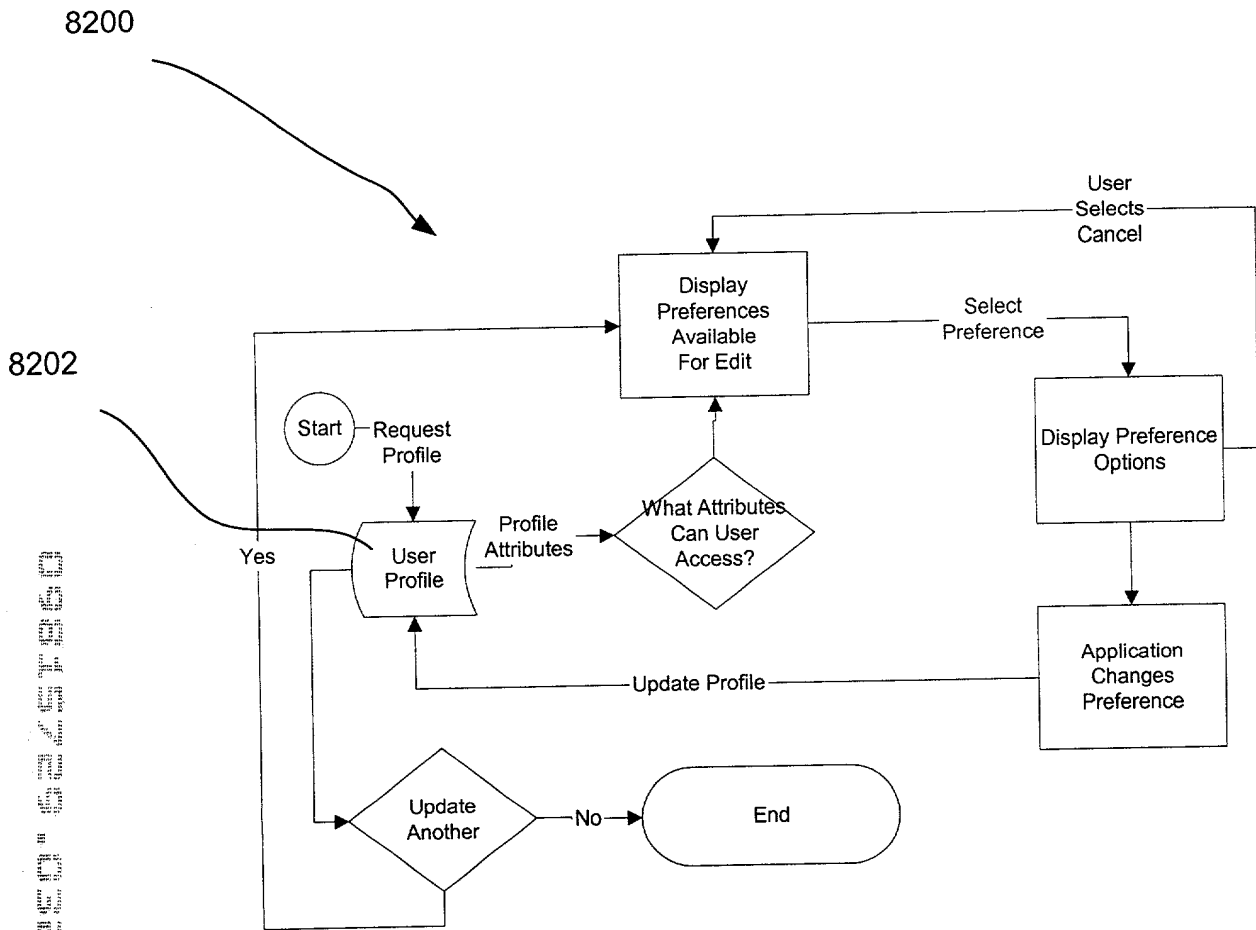 8200
User
Selects
Cancel
Display
Preferences
Available
For Edit
Select
Preference
8202
Start
Request
Profile
Display Preference
Options
What Attributes
Can User
Access?
Profile
Attributes
User
Profile
Yes
Application
Changes
Preference
Update Profile
Update
Another
No
End